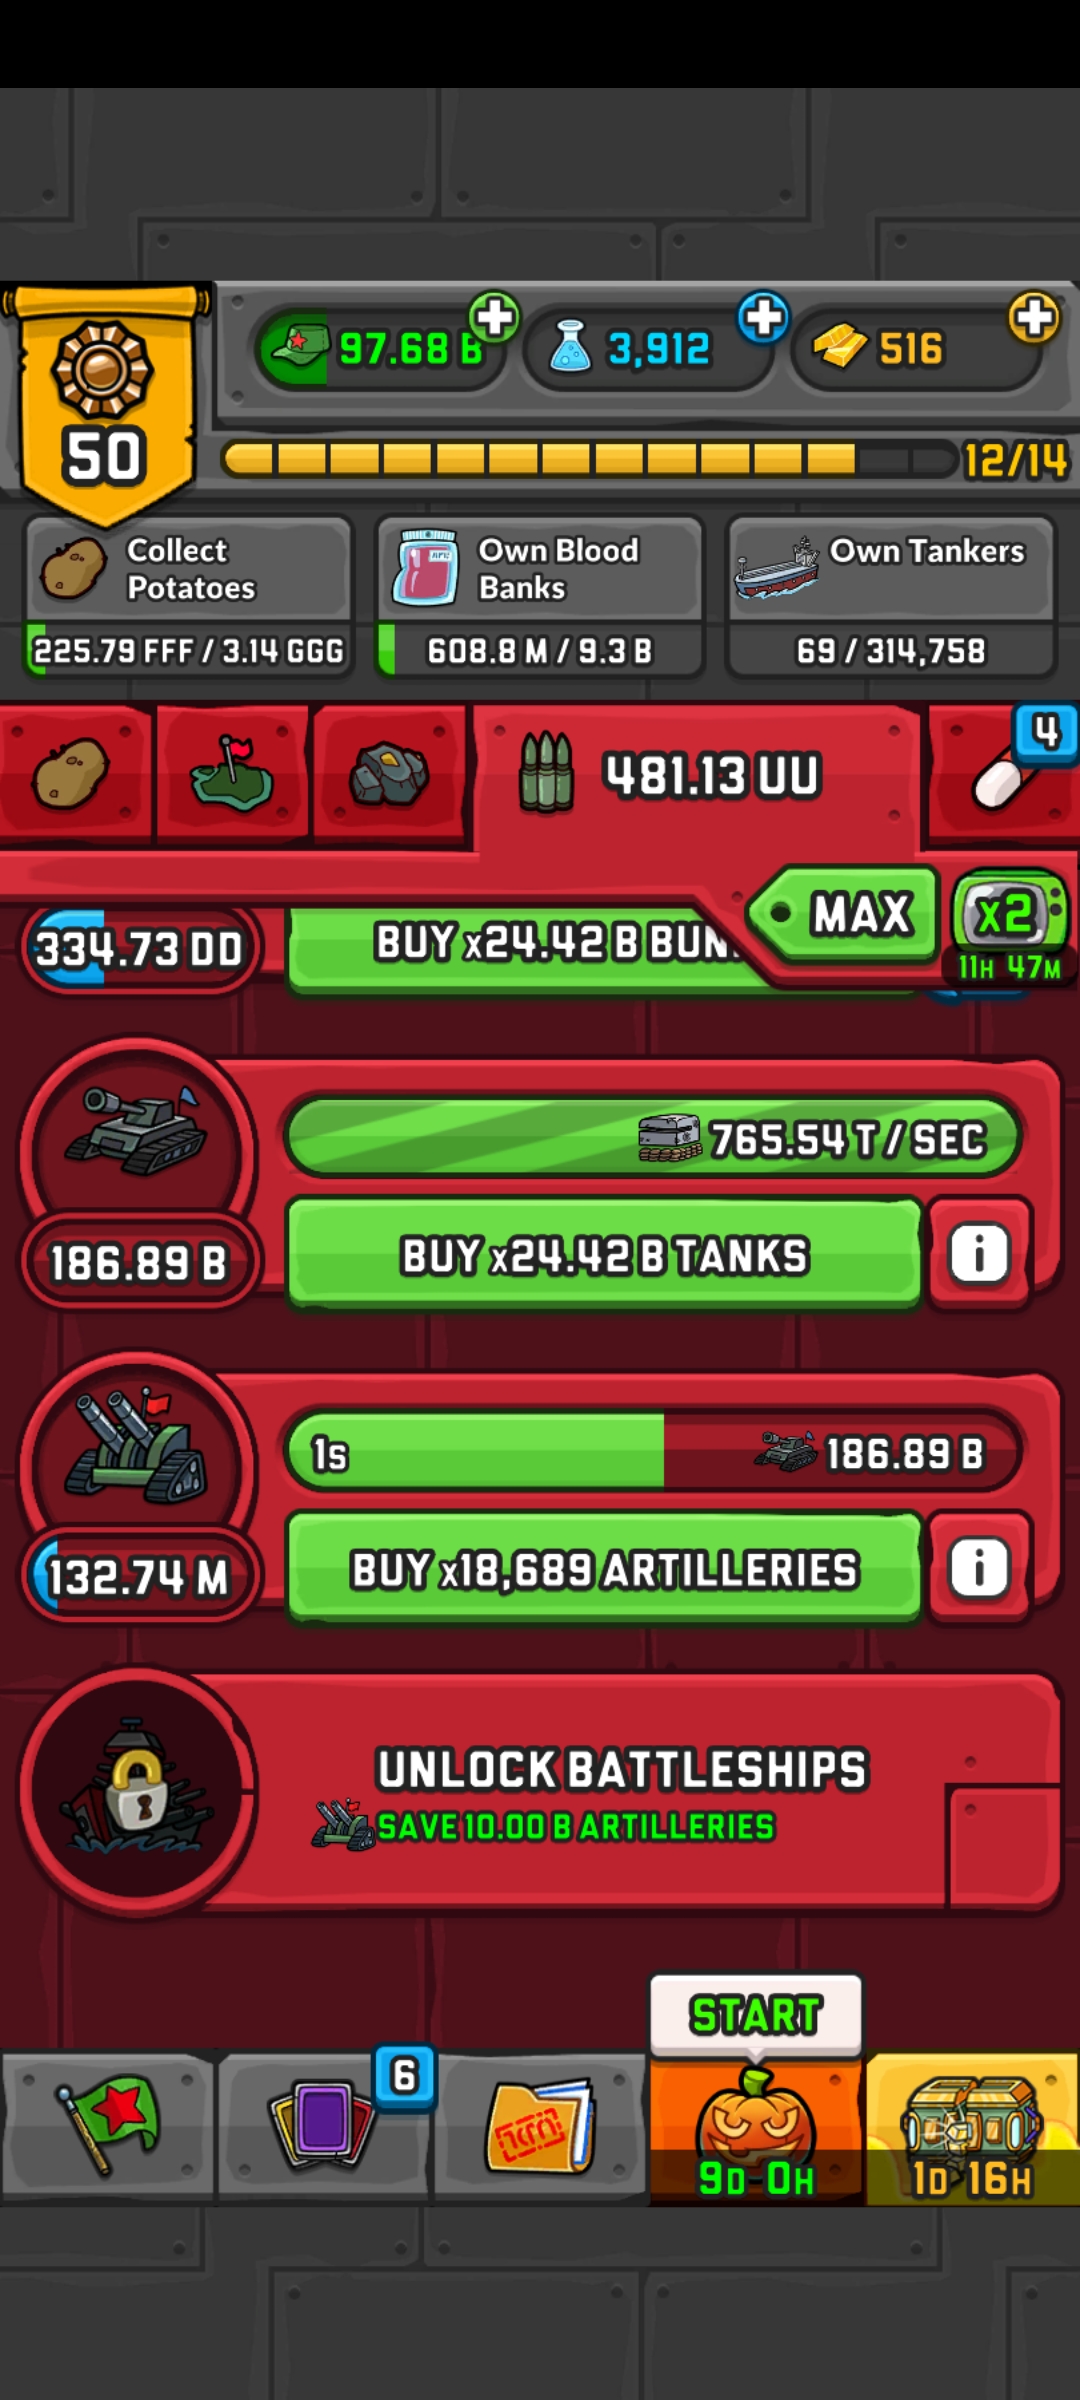 97.68 B
3,912
516
50
12/14
Collect
Potatoes
225.79 FFF / 3.14 GGG
Own Blood
Banks
608.8 M / 9.3 B
Own Tankers
69 / 314,758
481.13 UU
4
MAX
x2
11H 47M
334.73 DD
BUY x24.42 B BUN
765.54 T / SEC
186.89 B
BUY x24.42 B TANKS
i
1s
186.89 B
132.74 M
BUY x18,689 ARTILLERIES
i
UNLOCK BATTLESHIPS
SAVE 10.00 B ARTILLERIES
START
6
9D 0H
1D 16H